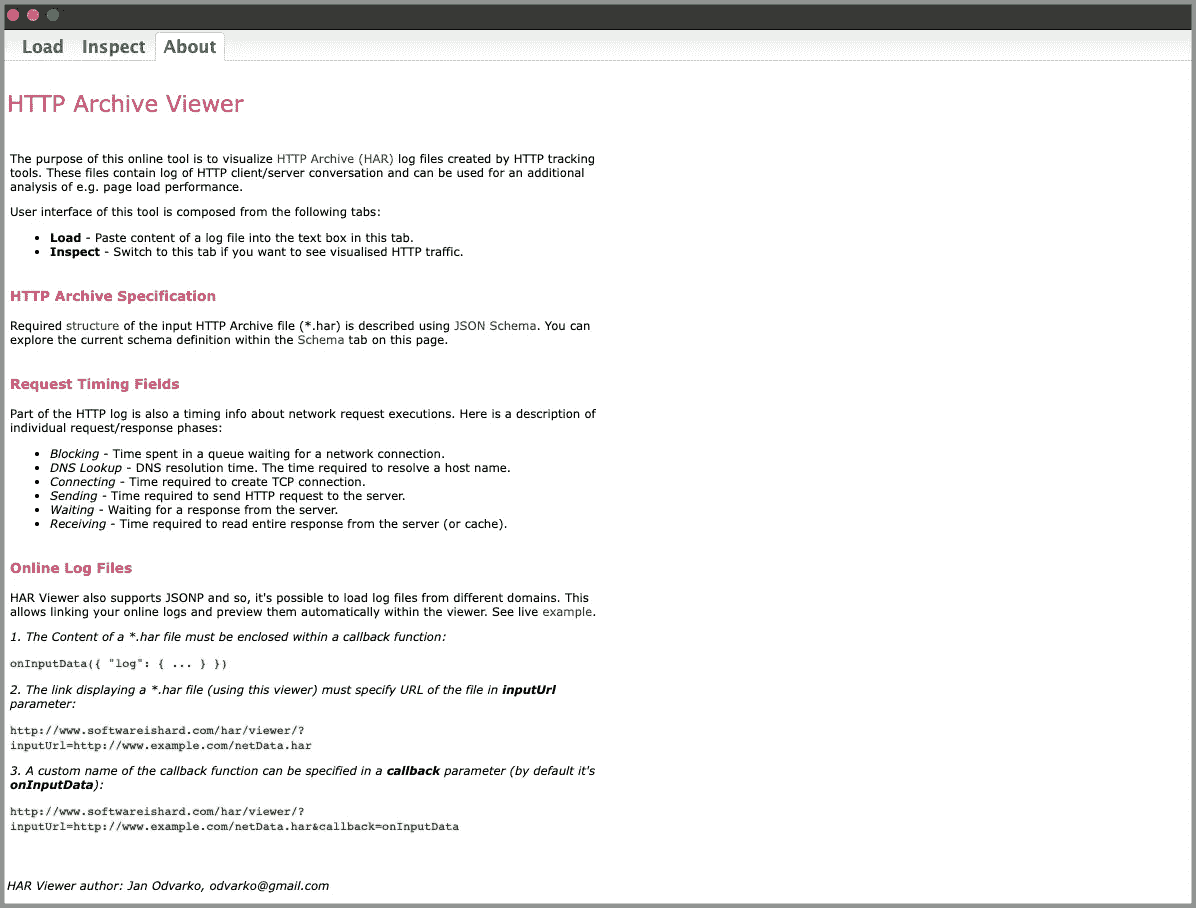 Load Inspect About
HTTP Archive Viewer
The purpose of this online tool is to visualize HTTP Archive (HAR) log files created by HTTP tracking
tools. These files contain log of HTTP client/server conversation and can be used for an additional
analysis of e.g. page load performance.
User interface of this tool is composed from the following tabs:
• Load - Paste content of a log file into the text box in this tab.
• Inspect - Switch to this tab if you want to see visualised HTTP traffic.
HTTP Archive Specification
Required structure of the input HTTP Archive file (*.har) is described using JSON Schema. You can
explore the current schema definition within the Schema tab on this page.
Request Timing Fields
Part of the HTTP log is also a timing info about network request executions. Here is a description of
individual request/response phases:
• Blocking - Time spent in a queue waiting for a network connection.
• DNS Lookup - DNS resolution time. The time required to resolve a host name.
• Connecting - Time required to create TCP connection.
• Sending - Time required to send HTTP request to the server.
• Waiting - Waiting for a response from the server.
• Receiving - Time required to read entire response from the server (or cache).
Online Log Files
HAR Viewer also supports JSONP and so, it's possible to load log files from different domains. This
allows linking your online logs and preview them automatically within the viewer. See live example.
1. The Content of a *.har file must be enclosed within a callback function:
onInputData({ "log": { ... } })
2. The link displaying a *.har file (using this viewer) must specify URL of the file in inputUrl
parameter:
http://www.softwareishard.com/har/viewer/?
inputUrl=http://www.example.com/netData.har
3. A custom name of the callback function can be specified in a callback parameter (by default it's
onInputData):
http://www.softwareishard.com/har/viewer/?
inputUrl=http://www.example.com/netData.har&callback=onInputData
HAR Viewer author: Jan Odvarko, odvarko@gmail.com